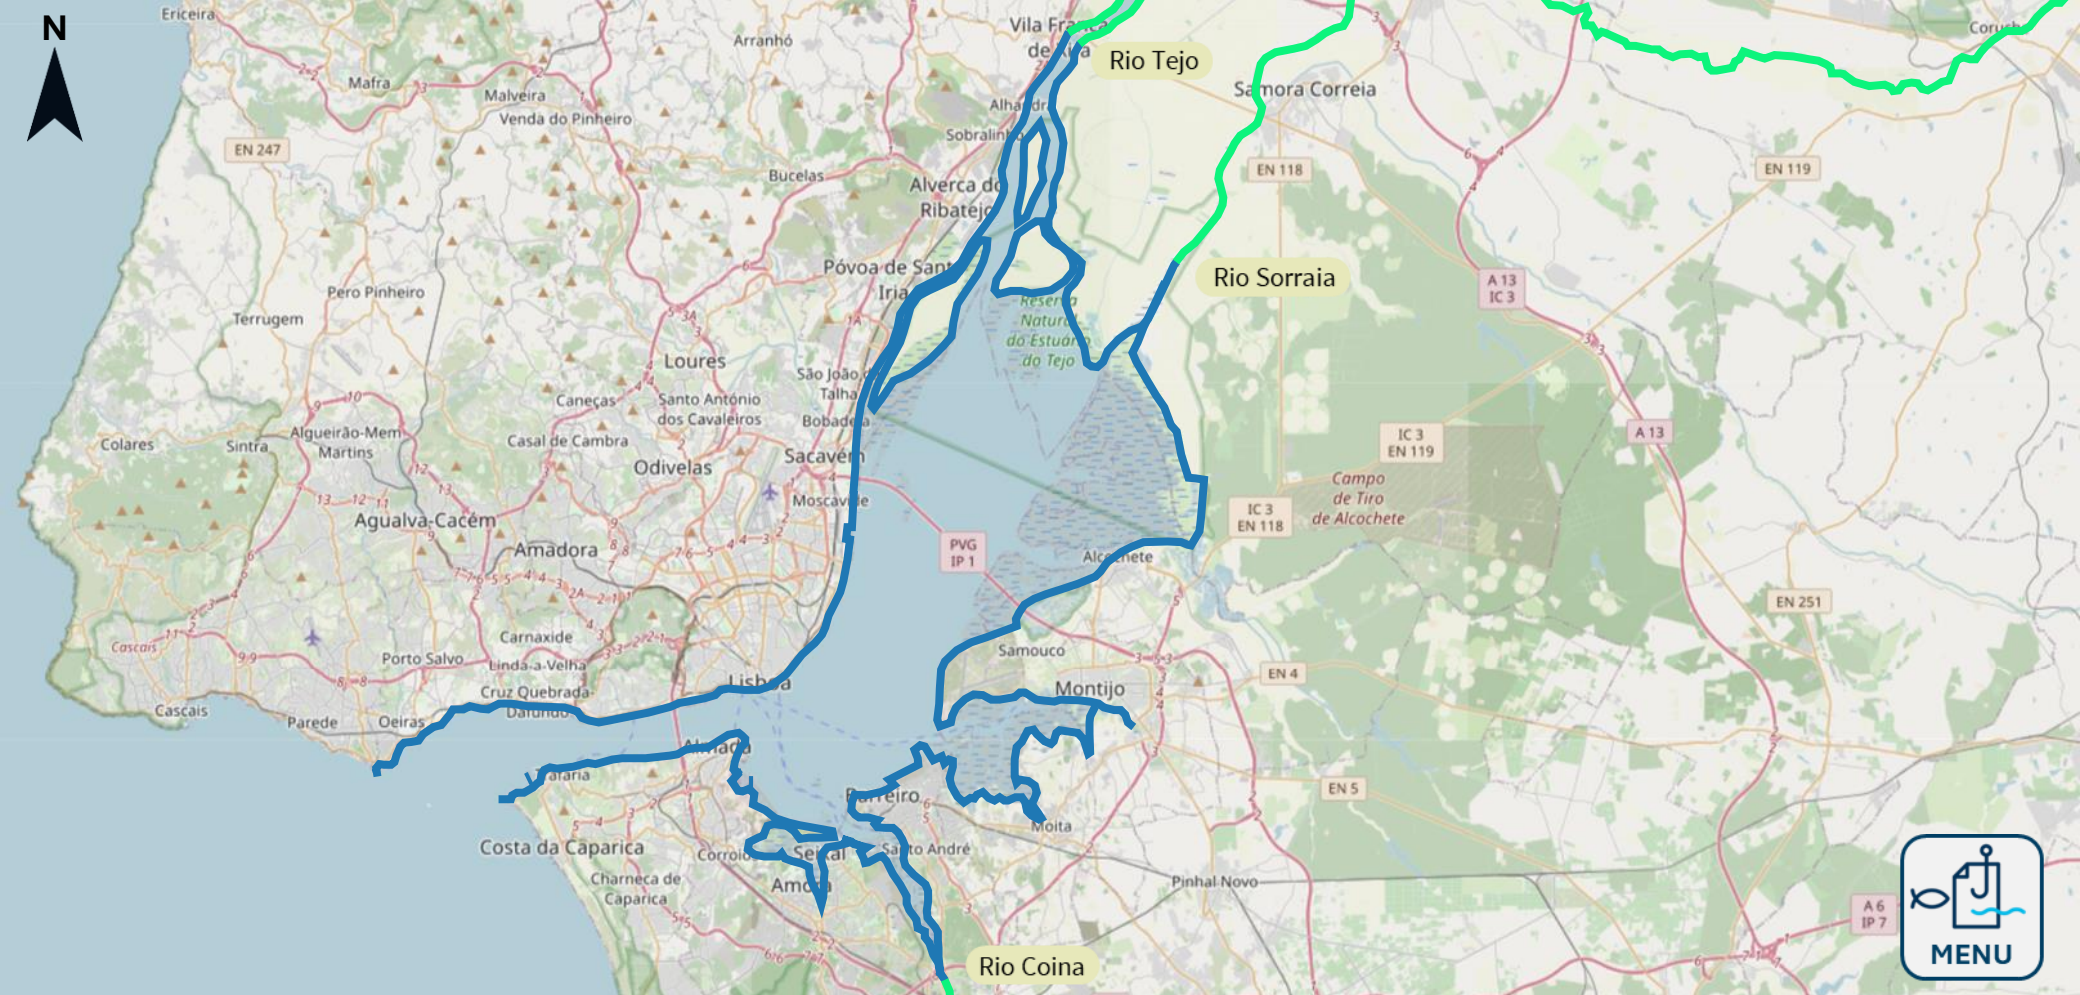 Ericeira
N
Vila Franca
de Xira
Coruche
Arranhó
Rio Tejo
Mafra
Malveira
Samora Correia
Alhandra
Venda do Pinheiro
Sobralinho
EN 247
EN 118
EN 119
Bucelas
Alverca do
Ribatejo
Póvoa de Santa
Iria
Rio Sorraia
A 13
IC 3
Pero Pinheiro
Reserva
Natural
do Estuário
do Tejo
Terrugem
Loures
São João da
Talha
Caneças
Santo António
dos Cavaleiros
Bobadela
Colares
Sintra
Algueirão-Mem
Martins
Casal de Cambra
IC 3
EN 119
A 13
Sacavém
Odivelas
Campo
de Tiro
de Alcochete
Moscavide
Agualva-Cacém
IC 3
EN 118
Amadora
PVG
IP 1
Alcochete
EN 251
Carnaxide
Cascais
Porto Salvo
Linda-a-Velha
Samouco
EN 4
Lisboa
Cruz Quebrada-
Dafundo
Montijo
Cascais
Parede
Oeiras
Almada
Trafaria
EN 5
Barreiro
Moita
Costa da Caparica
Corroios
Seixal
Santo André
Charneca de
Caparica
Amora
Pinhal Novo
A 6
IP 7
MENU
Rio Coina